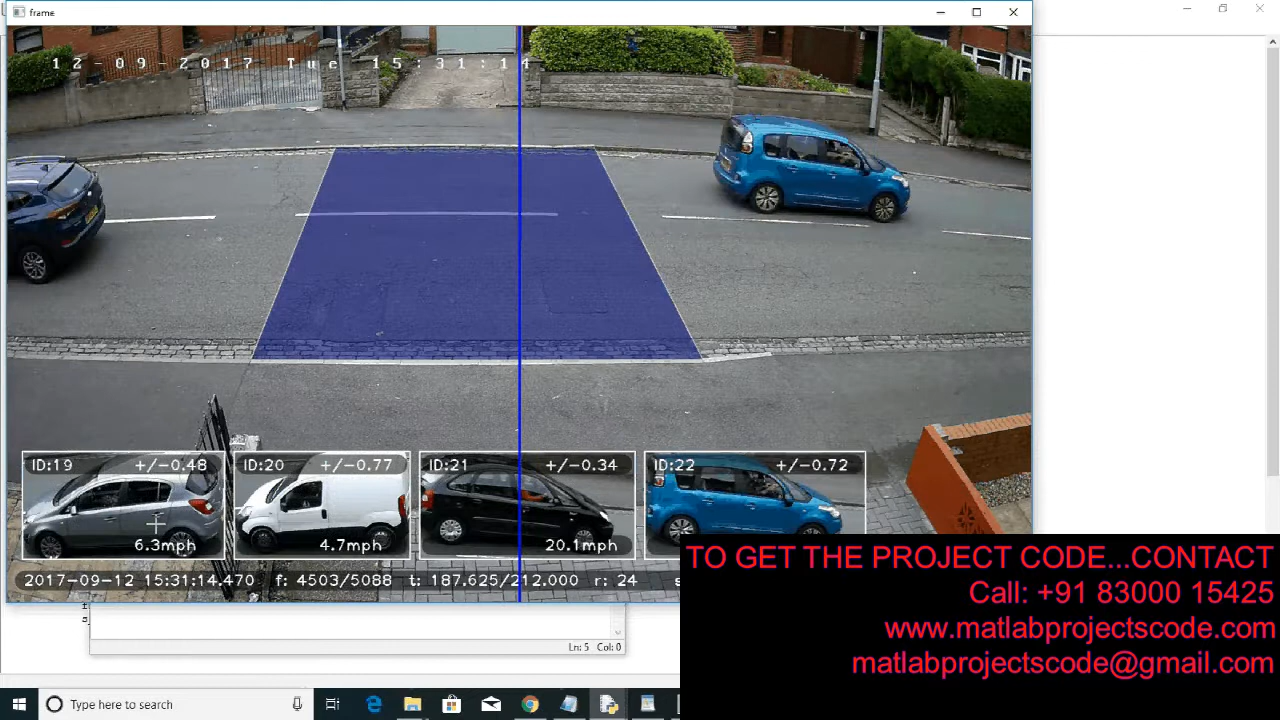 frame
12-09-2017 Tue 15:31:14
ID:19 +/-0.48
6.3mph
ID:20 +/-0.77
4.7mph
ID:21 +/-0.34
20.1mph
ID:22 +/-0.72
2017-09-12 15:31:14.470 f: 4503/5088 t: 187.625/212.000 r: 24
TO GET THE PROJECT CODE...CONTACT
Call: +91 83000 15425
www.matlabprojectscode.com
matlabprojectscode@gmail.com
Ln: 5 Col: 0
Type here to search